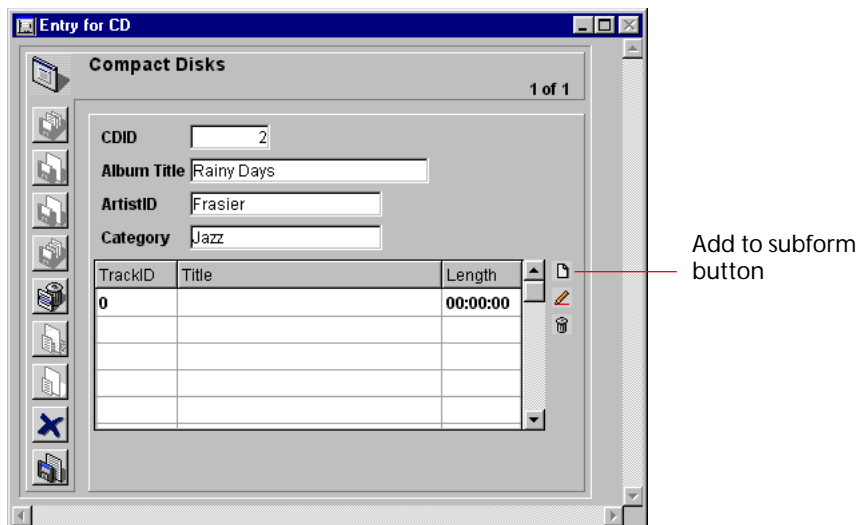 Entry for CD
Compact Disks
1 of 1
CDID 2
Album Title Rainy Days
ArtistID Frasier
Category Jazz
TrackID Title Length
0 00:00:00
Add to subform
button